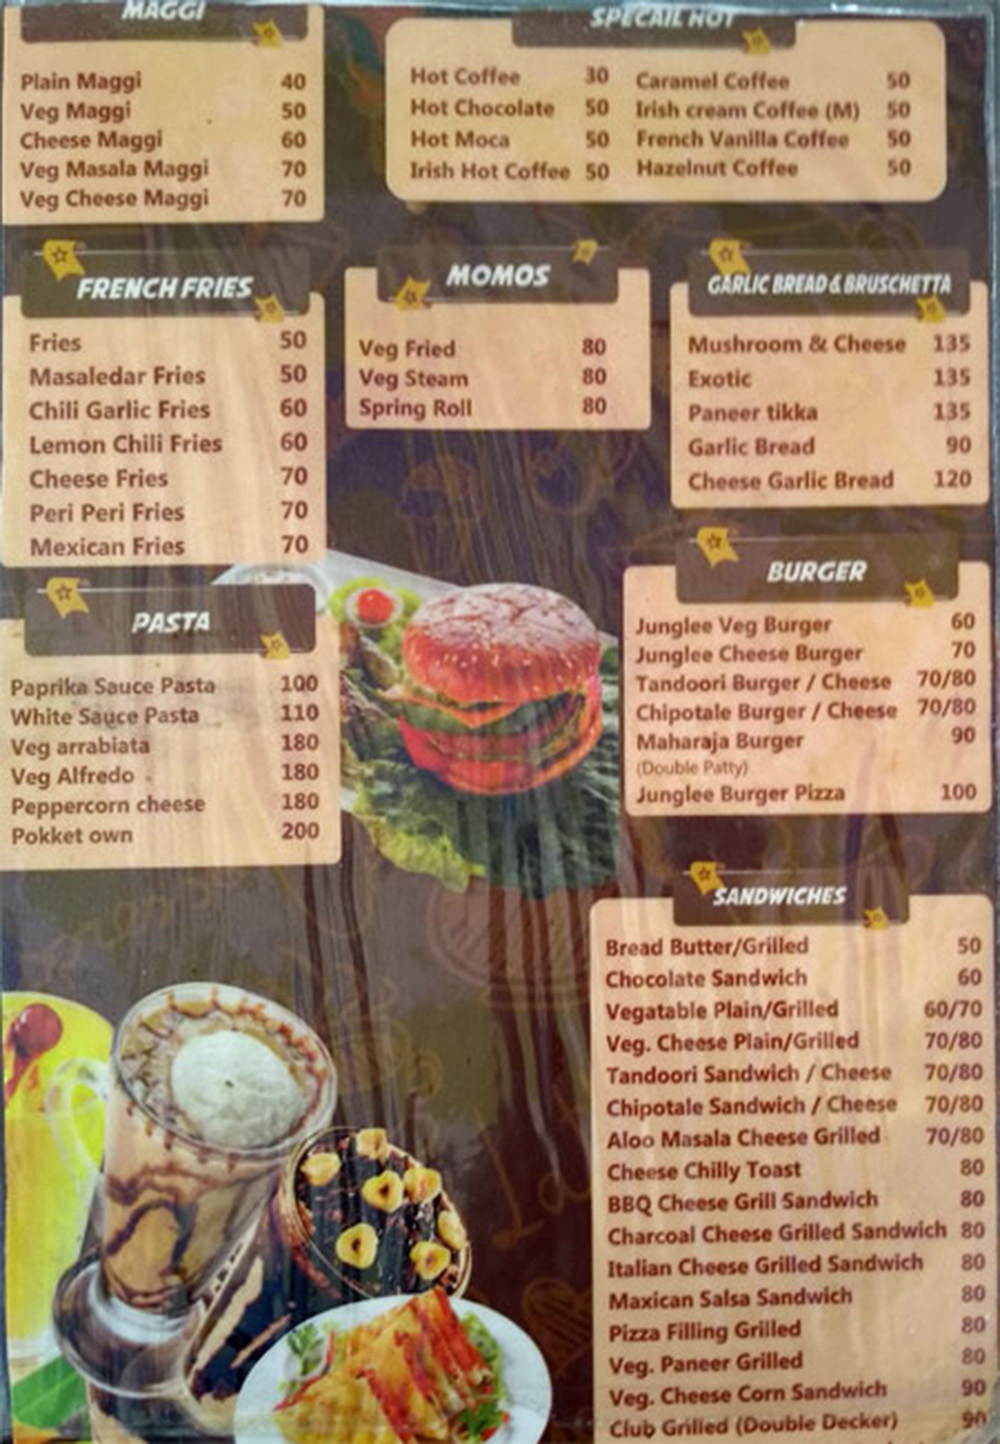 MAGGI
Plain Maggi 40
Veg Maggi 50
Cheese Maggi 60
Veg Masala Maggi 70
Veg Cheese Maggi 70
SPECAIL HOT
Hot Coffee 30
Hot Chocolate 50
Hot Moca 50
Irish Hot Coffee 50
Caramel Coffee 50
Irish cream Coffee (M) 50
French Vanilla Coffee 50
Hazelnut Coffee 50
FRENCH FRIES
Fries 50
Masaledar Fries 50
Chili Garlic Fries 60
Lemon Chili Fries 60
Cheese Fries 70
Peri Peri Fries 70
Mexican Fries 70
MOMOS
Veg Fried 80
Veg Steam 80
Spring Roll 80
GARLIC BREAD & BRUSCHETTA
Mushroom & Cheese 135
Exotic 135
Paneer tikka 135
Garlic Bread 90
Cheese Garlic Bread 120
PASTA
Paprika Sauce Pasta 100
White Sauce Pasta 110
Veg arrabiata 180
Veg Alfredo 180
Peppercorn cheese 180
Pokket own 200
BURGER
Junglee Veg Burger 60
Junglee Cheese Burger 70
Tandoori Burger / Cheese 70/80
Chipotale Burger / Cheese 70/80
Maharaja Burger 90
(Double Patty)
Junglee Burger Pizza 100
SANDWICHES
Bread Butter/Grilled 50
Chocolate Sandwich 60
Vegatable Plain/Grilled 60/70
Veg. Cheese Plain/Grilled 70/80
Tandoori Sandwich / Cheese 70/80
Chipotale Sandwich / Cheese 70/80
Aloo Masala Cheese Grilled 70/80
Cheese Chilly Toast 80
BBQ Cheese Grill Sandwich 80
Charcoal Cheese Grilled Sandwich 80
Italian Cheese Grilled Sandwich 80
Maxican Salsa Sandwich 80
Pizza Filling Grilled 80
Veg. Paneer Grilled 80
Veg. Cheese Corn Sandwich 90
Club Grilled (Double Decker) 90